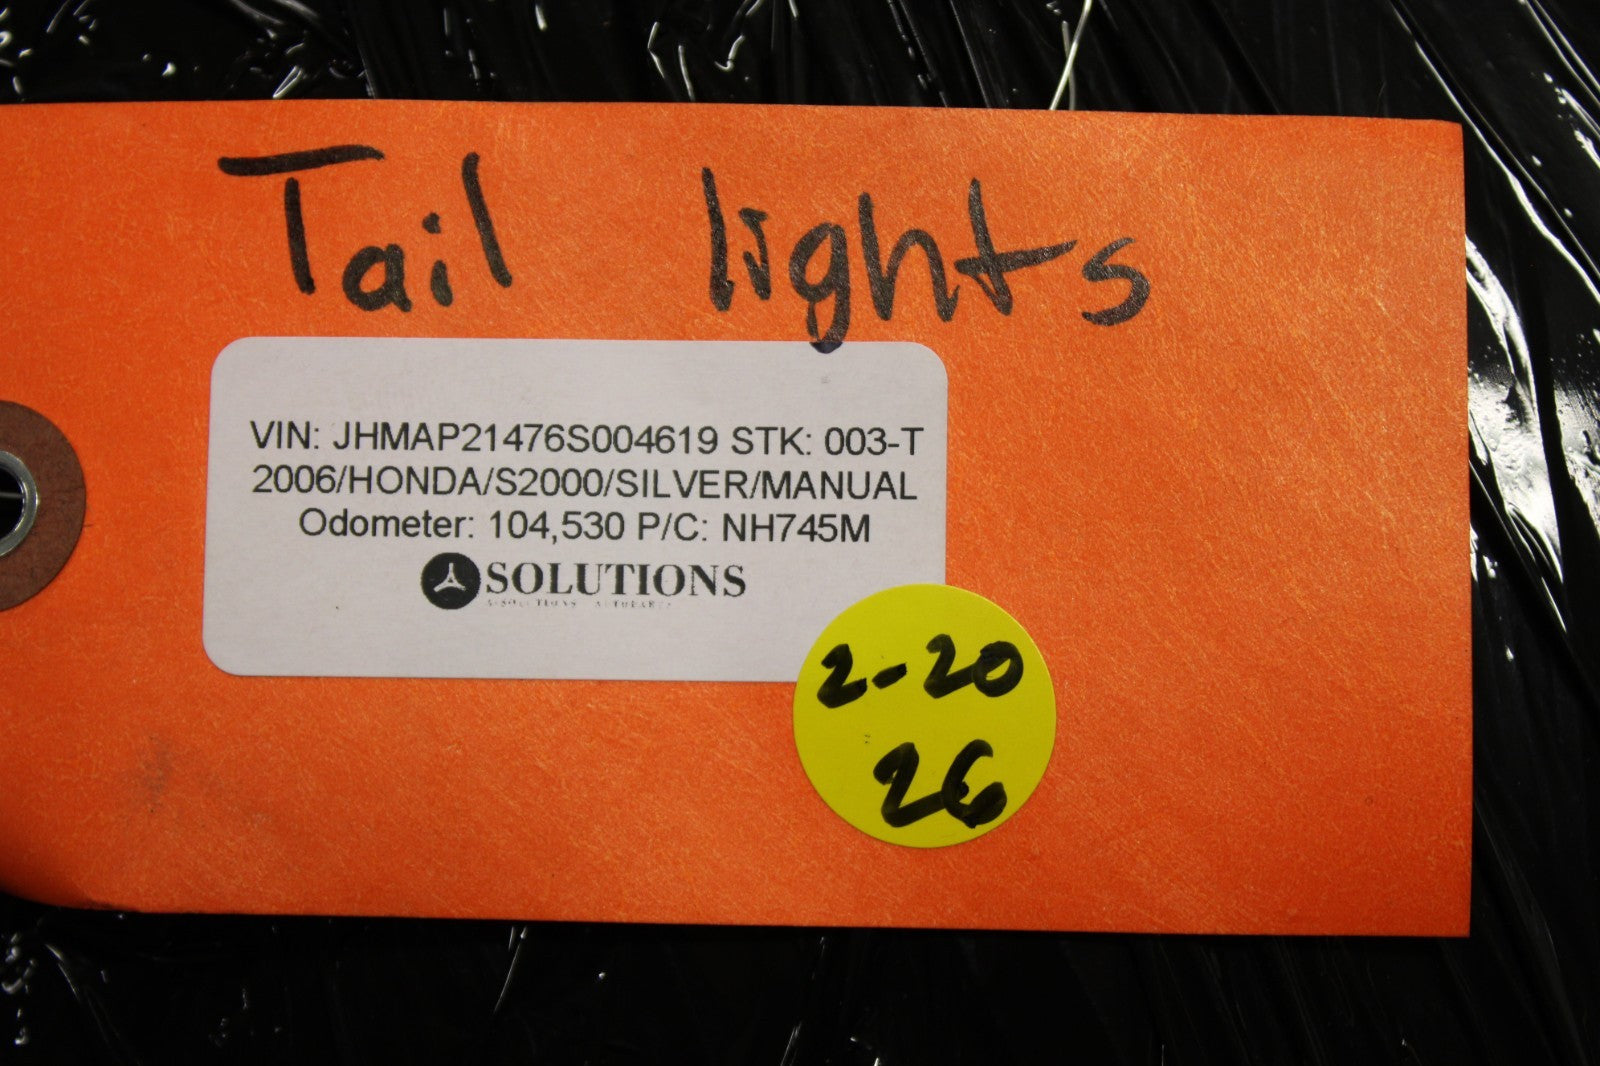 Tail lights
VIN: JHMAP21476S004619 STK: 003-T
2006/HONDA/S2000/SILVER/MANUAL
Odometer: 104,530 P/C: NH745M
SOLUTIONS
2-20
26